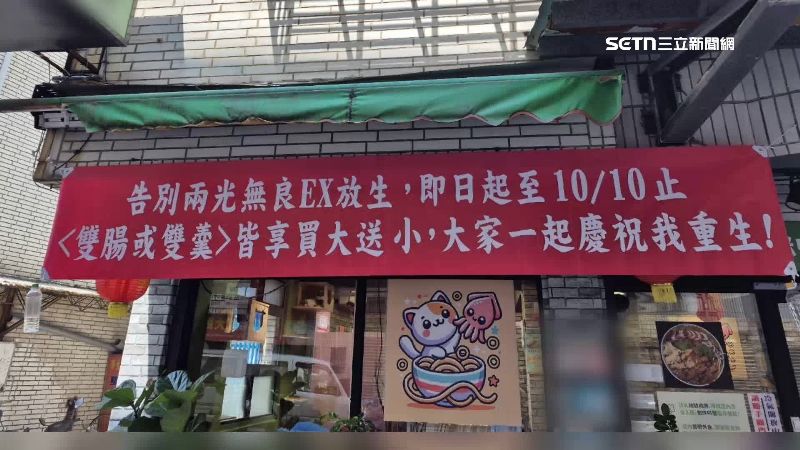 SETN三立新聞網
告別兩光無良EX放生，即日起至10/10止
<雙腸或雙羹>皆享買大送小，大家一起慶祝我重生！